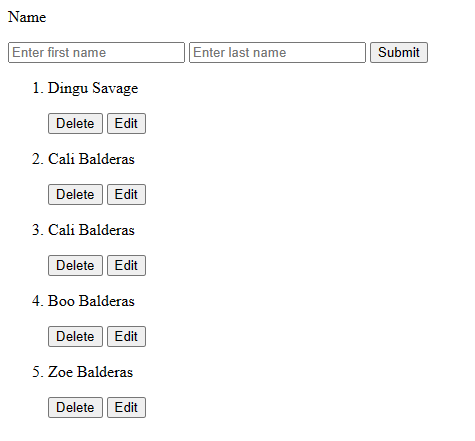 Name
Enter first name Enter last name Submit
1. Dingu Savage
Delete Edit
2. Cali Balderas
Delete Edit
3. Cali Balderas
Delete Edit
4. Boo Balderas
Delete Edit
5. Zoe Balderas
Delete Edit